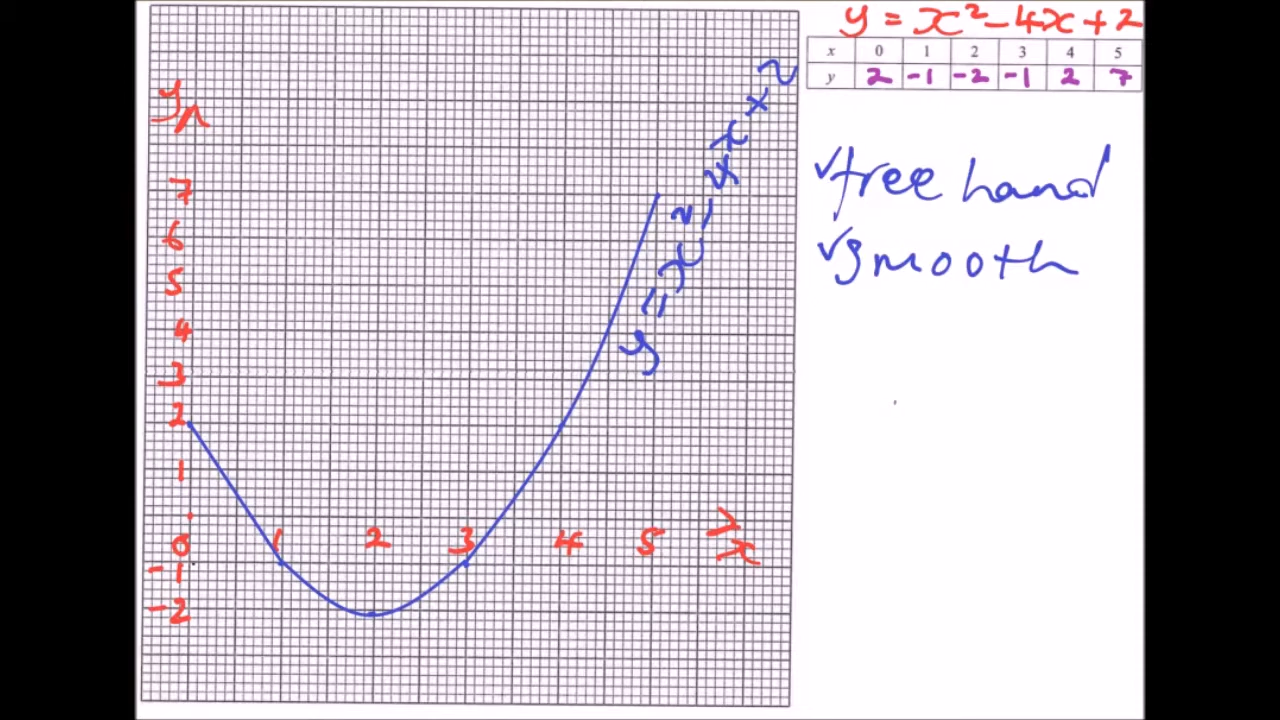 y = x² - 4x + 2
x 0 1 2 3 4 5
y 2 -1 -2 -1 2 7
✓free hand
✓smooth
y
7
6
5
4
3
2
1
0
-1
-2
1 2 3 4 5
x
y = x² - 4x × 2